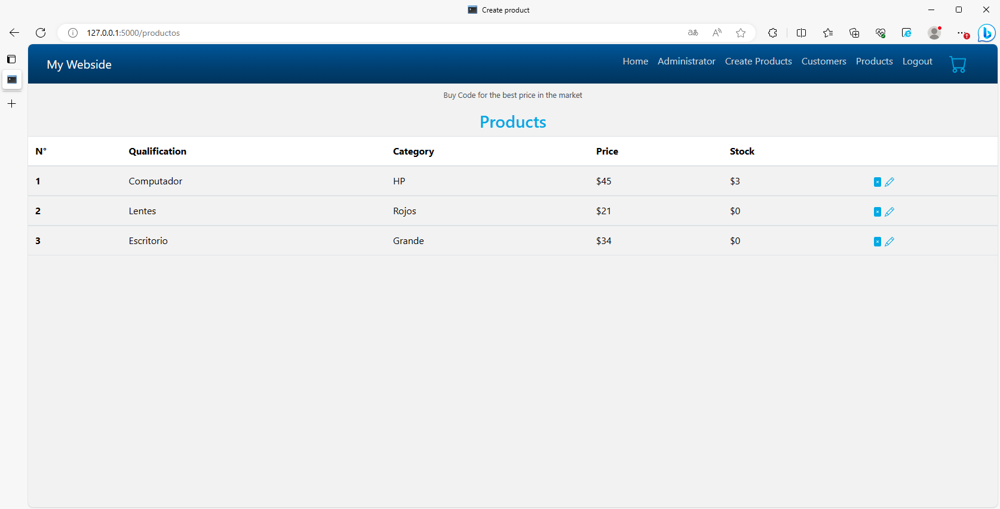 Create product
127.0.0.1:5000/productos
My Webside
Home Administrator Create Products Customers Products Logout
Buy Code for the best price in the market
Products
N° Qualification Category Price Stock
1 Computador HP $45 $3
2 Lentes Rojos $21 $0
3 Escritorio Grande $34 $0